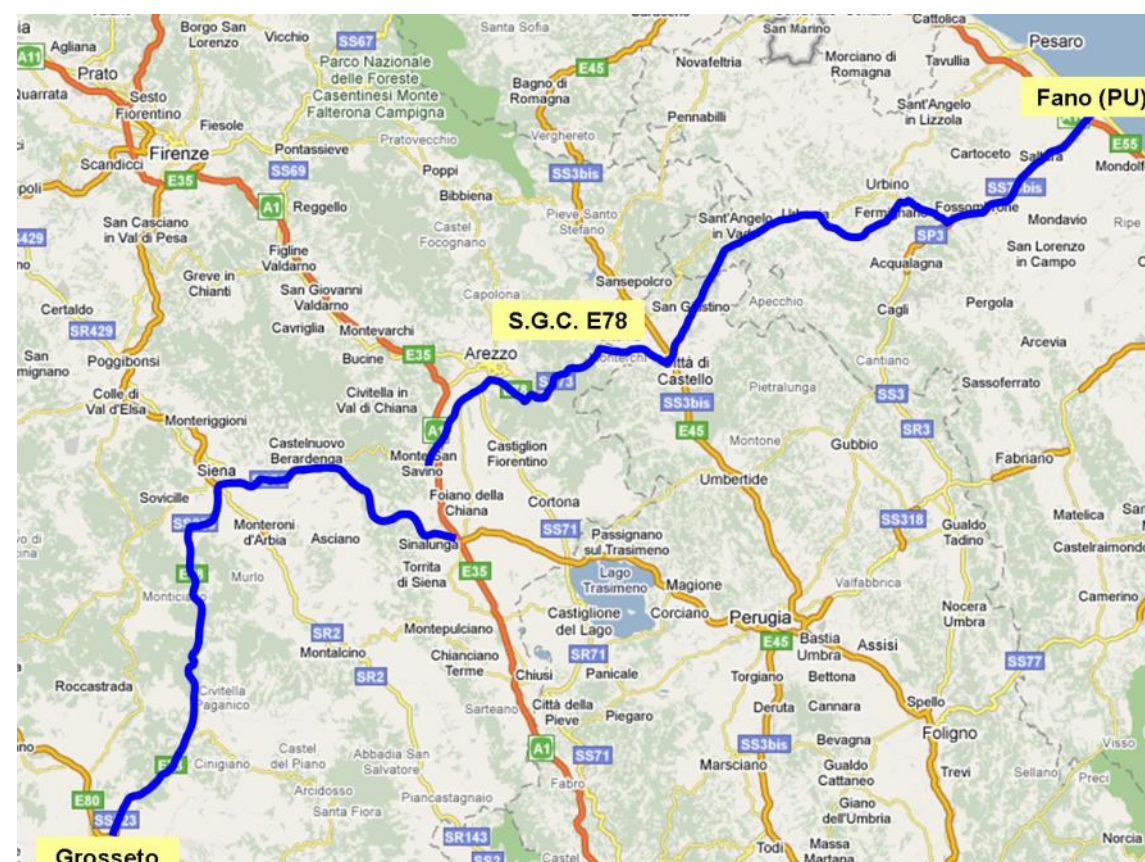 Santa Sofia
San Marino
Cattolica
Borgo San
Lorenzo
Vicchio
SS67
Agliana
A11
Prato
Parco Nazionale
delle Foreste
Casentinesi Monte
Falterona Campigna
E45
Bagno di
Romagna
Novafeltria
Morciano di
Romagna
Tavullia
Pesaro
Quarrata
Sesto
Fiorentino
Fiesole
Pratovecchio
Verghereto
Pennabilli
Sant'Angelo
in Lizzola
Fano (PU)
Firenze
Pontassieve
SS69
Scandicci
E35
A1
Reggello
Poppi
Bibbiena
SS3bis
Cartoceto
E55
Mondolf
Urbino
San Casciano
in Val di Pesa
Castel
Focognano
Pieve Santo
Stefano
Sant'Angelo
Mondavio
Ripe
SP3
Figline
Valdarno
Greve in
Chianti
San Giovanni
Valdarno
Sansepolcro
Acqualagna
San Lorenzo
in Campo
Certaldo
SR429
Cavriglia
Montevarchi
Capolona
Apecchio
Cagli
Pergola
S.G.C. E78
Poggibonsi
Bucine
E35
Arezzo
Città di
Castello
Cantiano
Arcevia
Colle di
Val d'Elsa
Civitella in
Val di Chiana
Pietralunga
SS3
Sassoferrato
Monteriggioni
SS3bis
E45
SR3
Castelnuovo
Berardenga
Monte San
Savino
Castiglion
Fiorentino
Montone
Gubbio
Fabriano
Siena
Umbertide
Sovicille
Foiano della
Chiana
Cortona
Monteroni
d'Arbia
Asciano
Sinalunga
SS71
Passignano
sul Trasimeno
SS318
Gualdo
Tadino
Matelica
Castelraimondo
Murlo
Torrita
di Siena
E35
Lago
Trasimeno
Magione
Valfabbrica
Camerino
Castiglione
del Lago
Corciano
Perugia
Nocera
Umbra
SR2
Montalcino
Montepulciano
E45
Bastia
Umbra
Assisi
Chianciano
Terme
SR71
SS77
Roccastrada
SR2
Chiusi
Panicale
Torgiano
Bettona
Civitella
Paganico
Sarteano
Città della
Pieve
Piegaro
Deruta
Cannara
Spello
Foligno
Cinigiano
Castel
del Piano
Abbadia San
Salvatore
A1
SS71
SS3bis
Bevagna
Visso
Marsciano
Gualdo
Cattaneo
Trevi
Sellano
Preci
E80
Arcidosso
Santa Fiora
Piancastagnaio
Fabro
Giano
dell'Umbria
SR143
Norcia
Grosseto
SS2
Castel
Todi
Massa
Martana